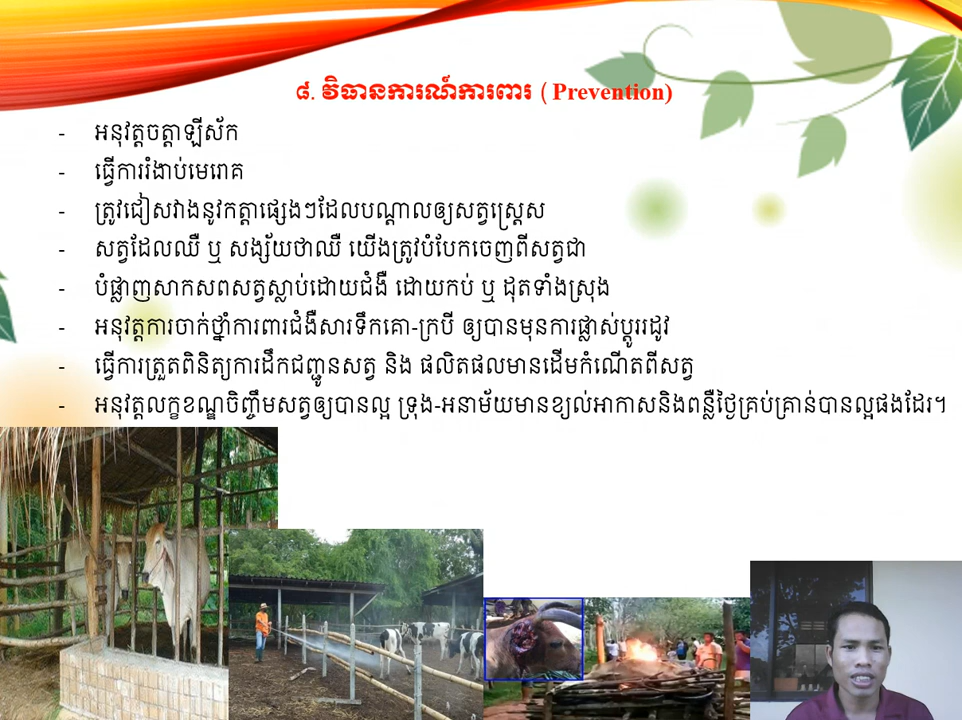 ៨. វិធានការណ៍ការពារ (Prevention)
- អនុវត្តចត្តាឡីស័ក
- ធ្វើការរំងាប់មេរោគ
- ត្រូវជៀសវាងនូវកត្តាផ្សេងៗដែលបណ្តាលឲ្យសត្វស្ត្រេស
- សត្វដែលឈឺ ឬ សង្ស័យថាឈឺ យើងត្រូវបំបែកចេញពីសត្វជា
- បំផ្លាញសាកសពសត្វស្លាប់ដោយជំងឺ ដោយកប់ ឬ ដុតទាំងស្រុង
- អនុវត្តការចាក់ថ្នាំការពារជំងឺសារទឹកគោ-ក្របី ឲ្យបានមុនការផ្លាស់ប្តូររដូវ
- ធ្វើការត្រួតពិនិត្យការដឹកជញ្ជូនសត្វ និង ផលិតផលមានដើមកំណើតពីសត្វ
- អនុវត្តលក្ខខណ្ឌចិញ្ចឹមសត្វឲ្យបានល្អ ទ្រុង-អនាម័យមានខ្យល់អាកាសនិងពន្លឺថ្ងៃគ្រប់គ្រាន់បានល្អផងដែរ។